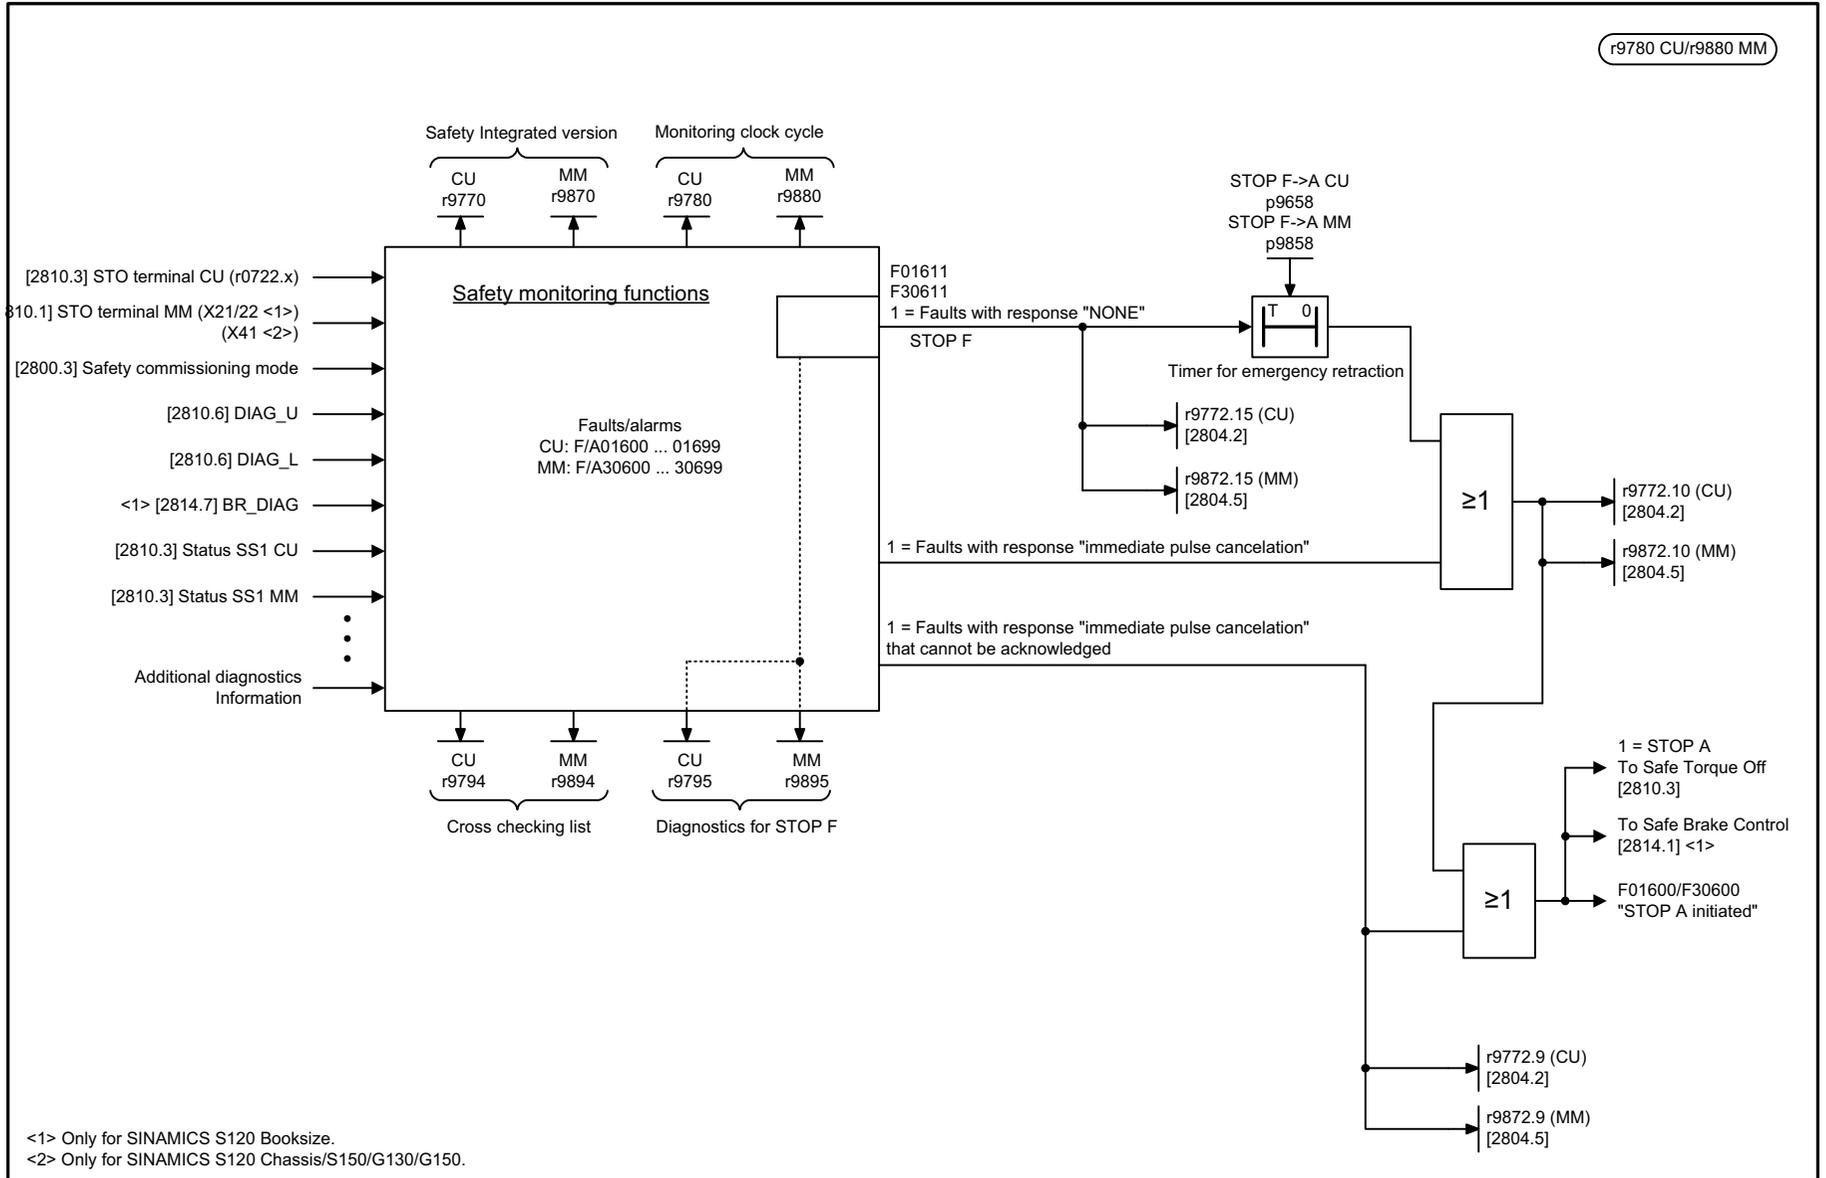 r9780 CU/r9880 MM
Safety Integrated version
Monitoring clock cycle
CU
r9770
MM
r9870
CU
r9780
MM
r9880
STOP F->A CU
p9658
STOP F->A MM
p9858
[2810.3] STO terminal CU (r0722.x)
810.1] STO terminal MM (X21/22 <1>)
(X41 <2>)
[2800.3] Safety commissioning mode
[2810.6] DIAG_U
[2810.6] DIAG_L
<1> [2814.7] BR_DIAG
[2810.3] Status SS1 CU
[2810.3] Status SS1 MM
Additional diagnostics
Information
Safety monitoring functions
Faults/alarms
CU: F/A01600 ... 01699
MM: F/A30600 ... 30699
F01611
F30611
1 = Faults with response "NONE"
STOP F
T 0
Timer for emergency retraction
r9772.15 (CU)
[2804.2]
r9872.15 (MM)
[2804.5]
1 = Faults with response "immediate pulse cancelation"
≥1
r9772.10 (CU)
[2804.2]
r9872.10 (MM)
[2804.5]
1 = Faults with response "immediate pulse cancelation"
that cannot be acknowledged
CU
r9794
MM
r9894
CU
r9795
MM
r9895
Cross checking list
Diagnostics for STOP F
1 = STOP A
To Safe Torque Off
[2810.3]
To Safe Brake Control
[2814.1] <1>
≥1
F01600/F30600
"STOP A initiated"
r9772.9 (CU)
[2804.2]
r9872.9 (MM)
[2804.5]
<1> Only for SINAMICS S120 Booksize.
<2> Only for SINAMICS S120 Chassis/S150/G130/G150.